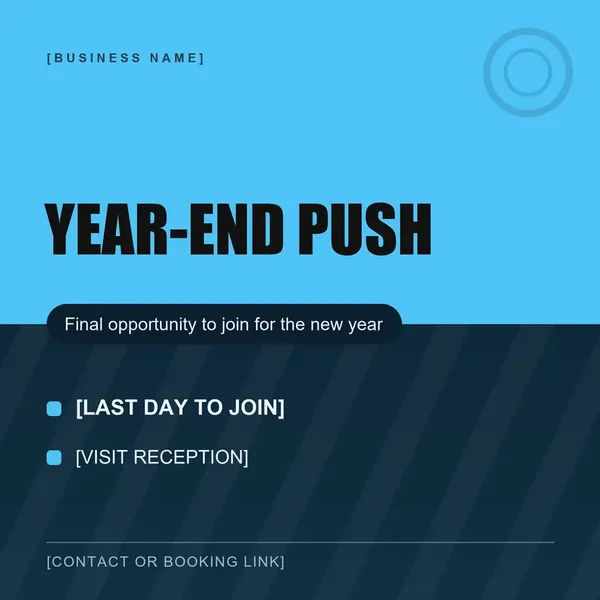 [BUSINESS NAME]
YEAR-END PUSH
Final opportunity to join for the new year
[LAST DAY TO JOIN]
[VISIT RECEPTION]
[CONTACT OR BOOKING LINK]